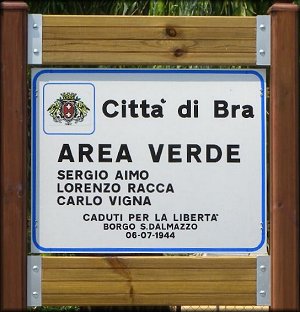 Città di Bra
AREA VERDE
SERGIO AIMO
LORENZO RACCA
CARLO VIGNA
CADUTI PER LA LIBERTÀ
BORGO S.DALMAZZO
06-07-1944